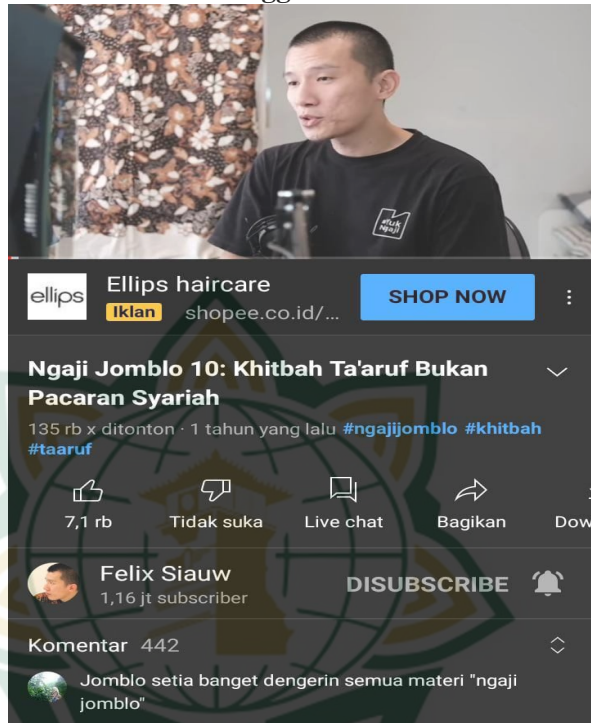 YukNgaji
ellips
Ellips haircare
Iklan shopee.co.id/...
SHOP NOW
Ngaji Jomblo 10: Khitbah Ta'aruf Bukan
Pacaran Syariah
135 rb x ditonton · 1 tahun yang lalu #ngajijomblo #khitbah
#taaruf
7,1 rb
Tidak suka
Live chat
Bagikan
Dow
Felix Siauw
1,16 jt subscriber
DISUBSCRIBE
Komentar 442
Jomblo setia banget dengerin semua materi "ngaji
jomblo"